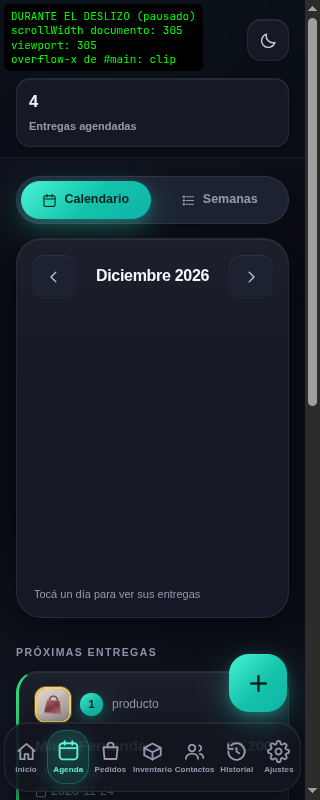 DURANTE EL DESLIZO (pausado)
scrollWidth documento: 305
viewport: 305
overflow-x de #main: clip
4
Entregas agendadas
Calendario
Semanas
Diciembre 2026
Tocá un día para ver sus entregas
PRÓXIMAS ENTREGAS
1 producto
Inicio
Agenda
Pedidos
Inventario
Contactos
Historial
Ajustes